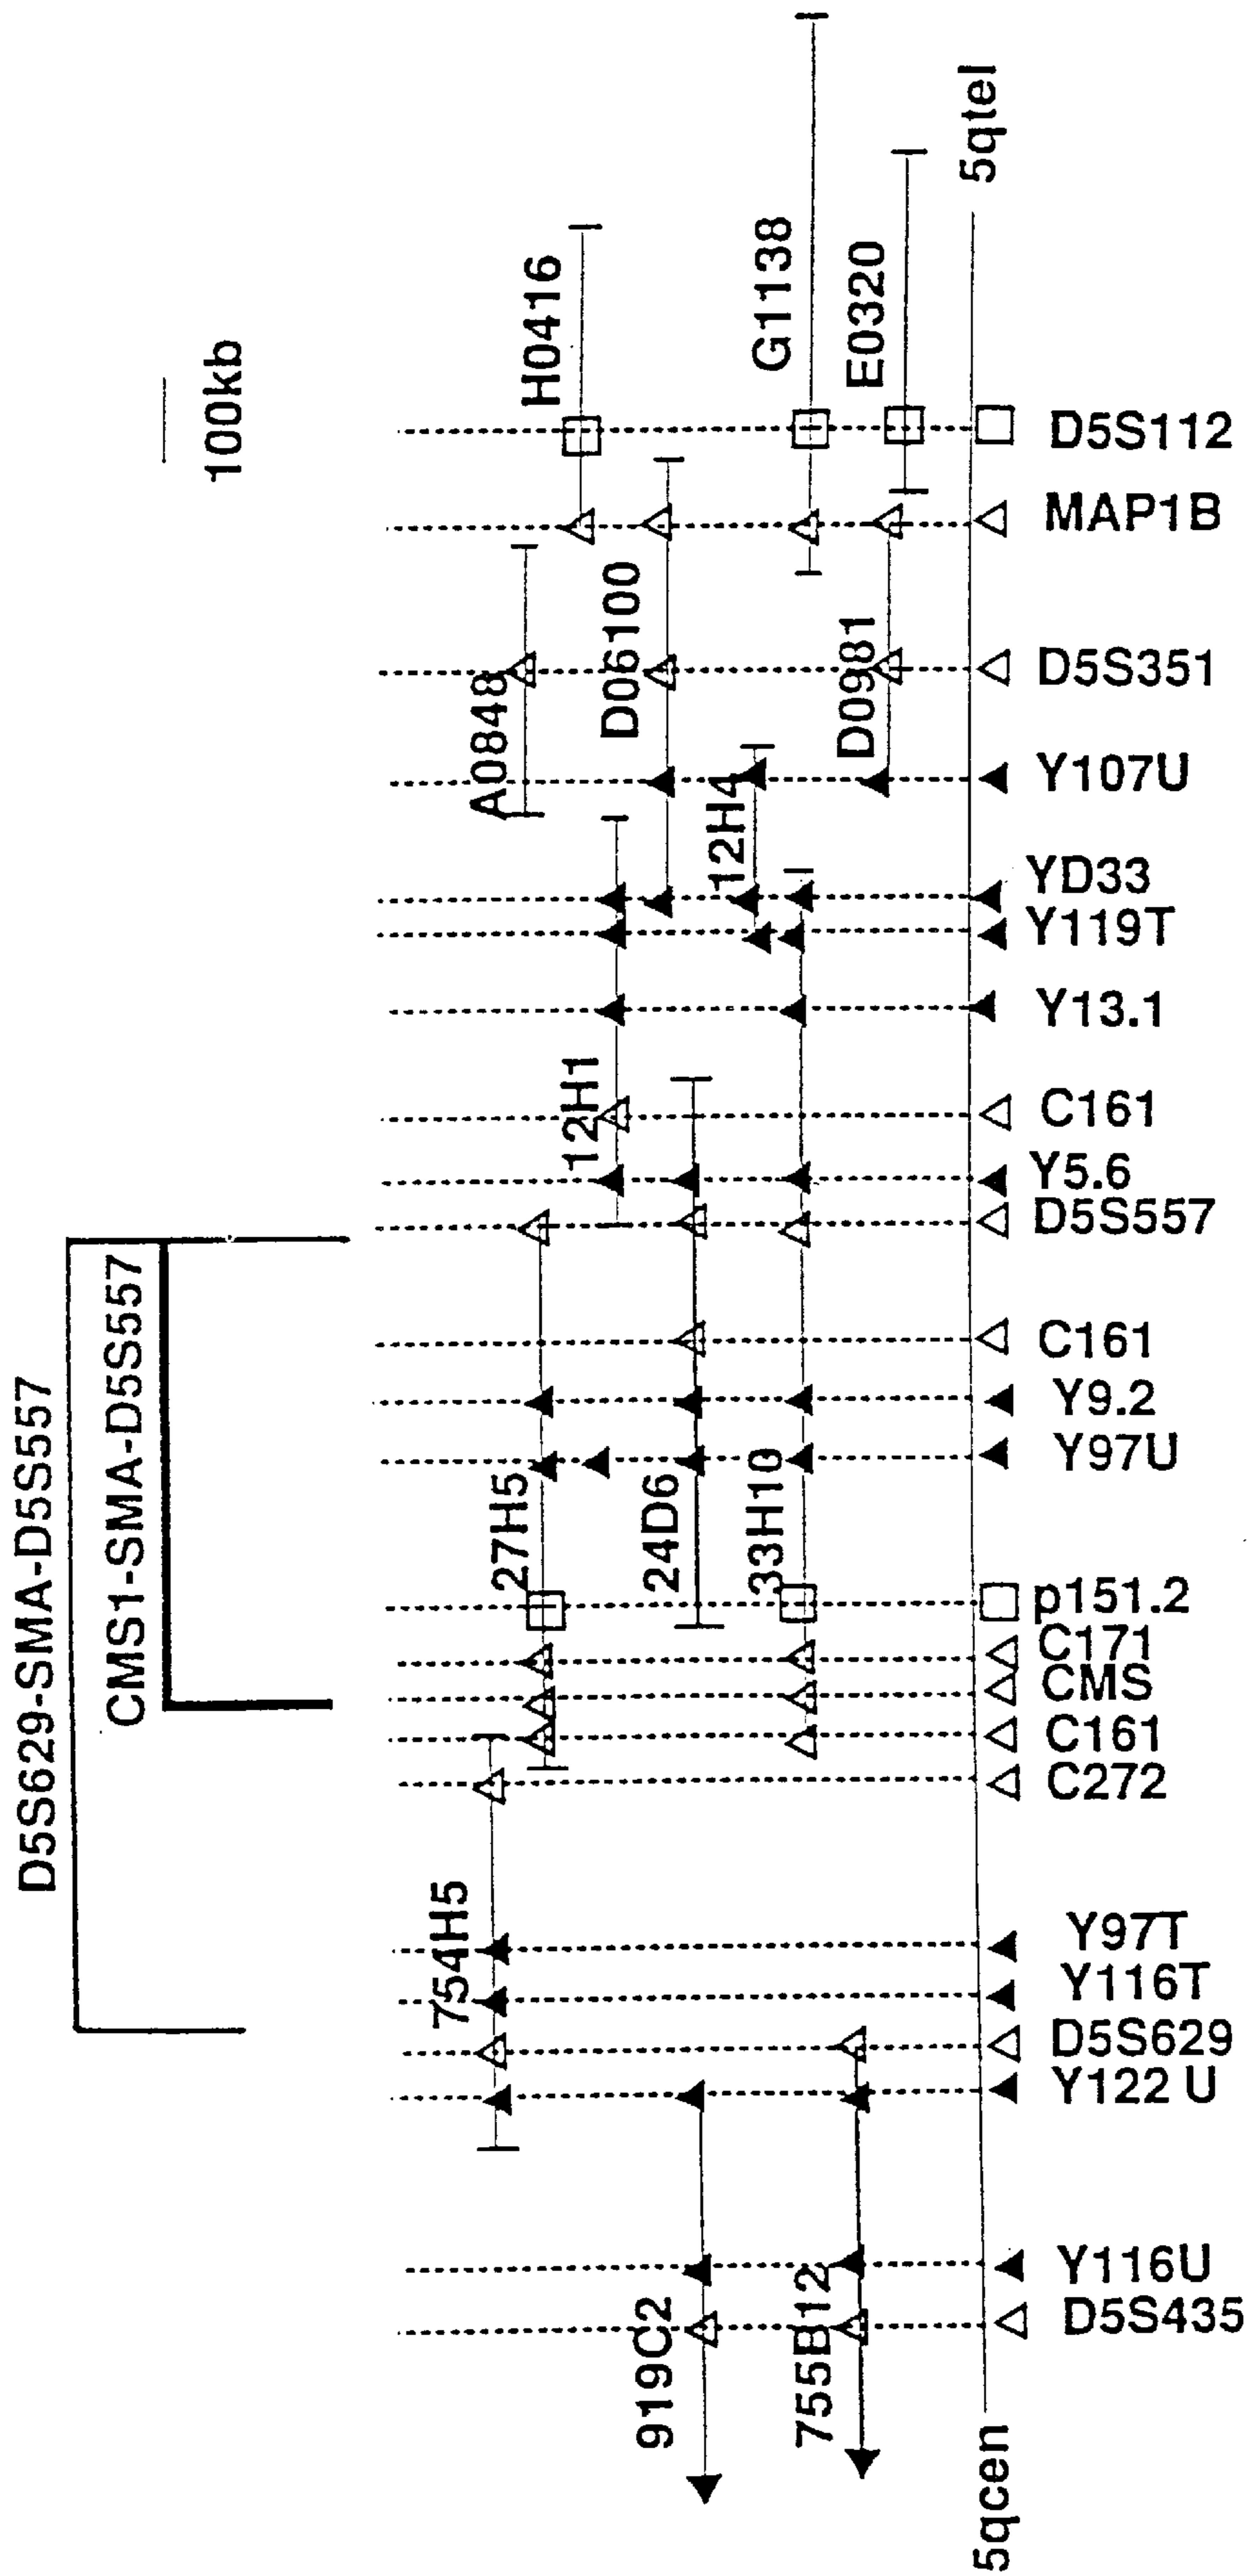 D5S629-SMA-D5S557
CMS1-SMA-D5S557
100kb
754H5
27H5
A0848
H0416
12H1
D06100
919C2
24D6
12H4
G1138
755B12
33H10
D0981
E0320
5qcen
5qtel
D5S435
Y116U
Y122 U
D5S629
Y116T
Y97T
C272
C161
CMS
C171
p151.2
Y97U
Y9.2
C161
D5S557
Y5.6
C161
Y13.1
Y119T
YD33
Y107U
D5S351
MAP1B
D5S112